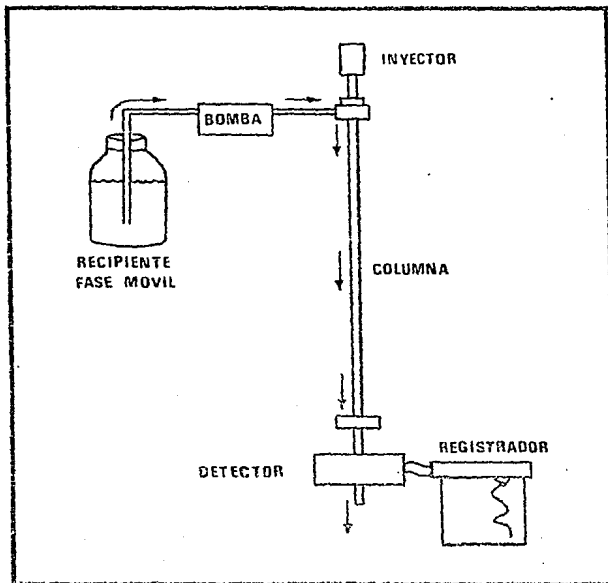 INYECTOR
BOMBA
RECIPIENTE
FASE MOVIL
COLUMNA
REGISTRADOR
DETECTOR